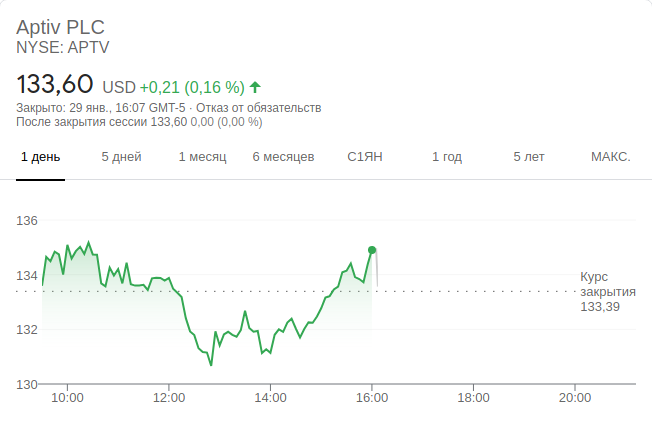 Aptiv PLC
NYSE: APTV
133,60 USD +0,21 (0,16 %)
Закрыто: 29 янв., 16:07 GMT-5 · Отказ от обязательств
После закрытия сессии 133,60 0,00 (0,00 %)
1 день 5 дней 1 месяц 6 месяцев С1ЯН 1 год 5 лет МАКС.
136
134
Курс
закрытия
133,39
132
130
10:00 12:00 14:00 16:00 18:00 20:00